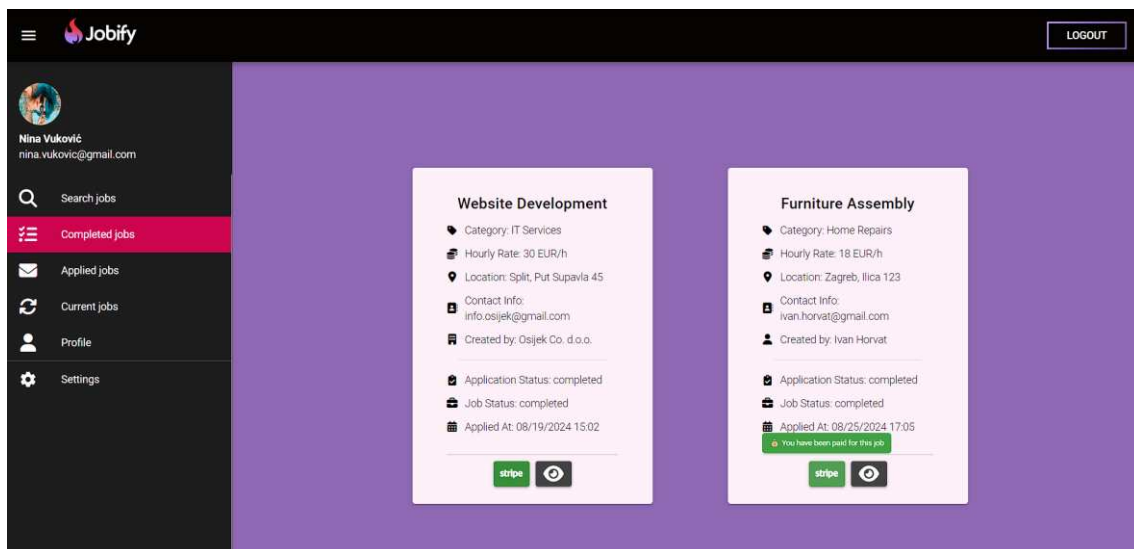 Jobify
LOGOUT
Nina Vuković
nina.vukovic@gmail.com
Search jobs
Completed jobs
Applied jobs
Current jobs
Profile
Settings
Website Development
Category: IT Services
Hourly Rate: 30 EUR/h
Location: Split, Put Supavla 45
Contact Info:
info.osijek@gmail.com
Created by: Osijek Co. d.o.o.
Application Status: completed
Job Status: completed
Applied At: 08/19/2024 15:02
stripe
Furniture Assembly
Category: Home Repairs
Hourly Rate: 18 EUR/h
Location: Zagreb, Ilica 123
Contact Info:
ivan.horvat@gmail.com
Created by: Ivan Horvat
Application Status: completed
Job Status: completed
Applied At: 08/25/2024 17:05
You have been paid for this job
stripe